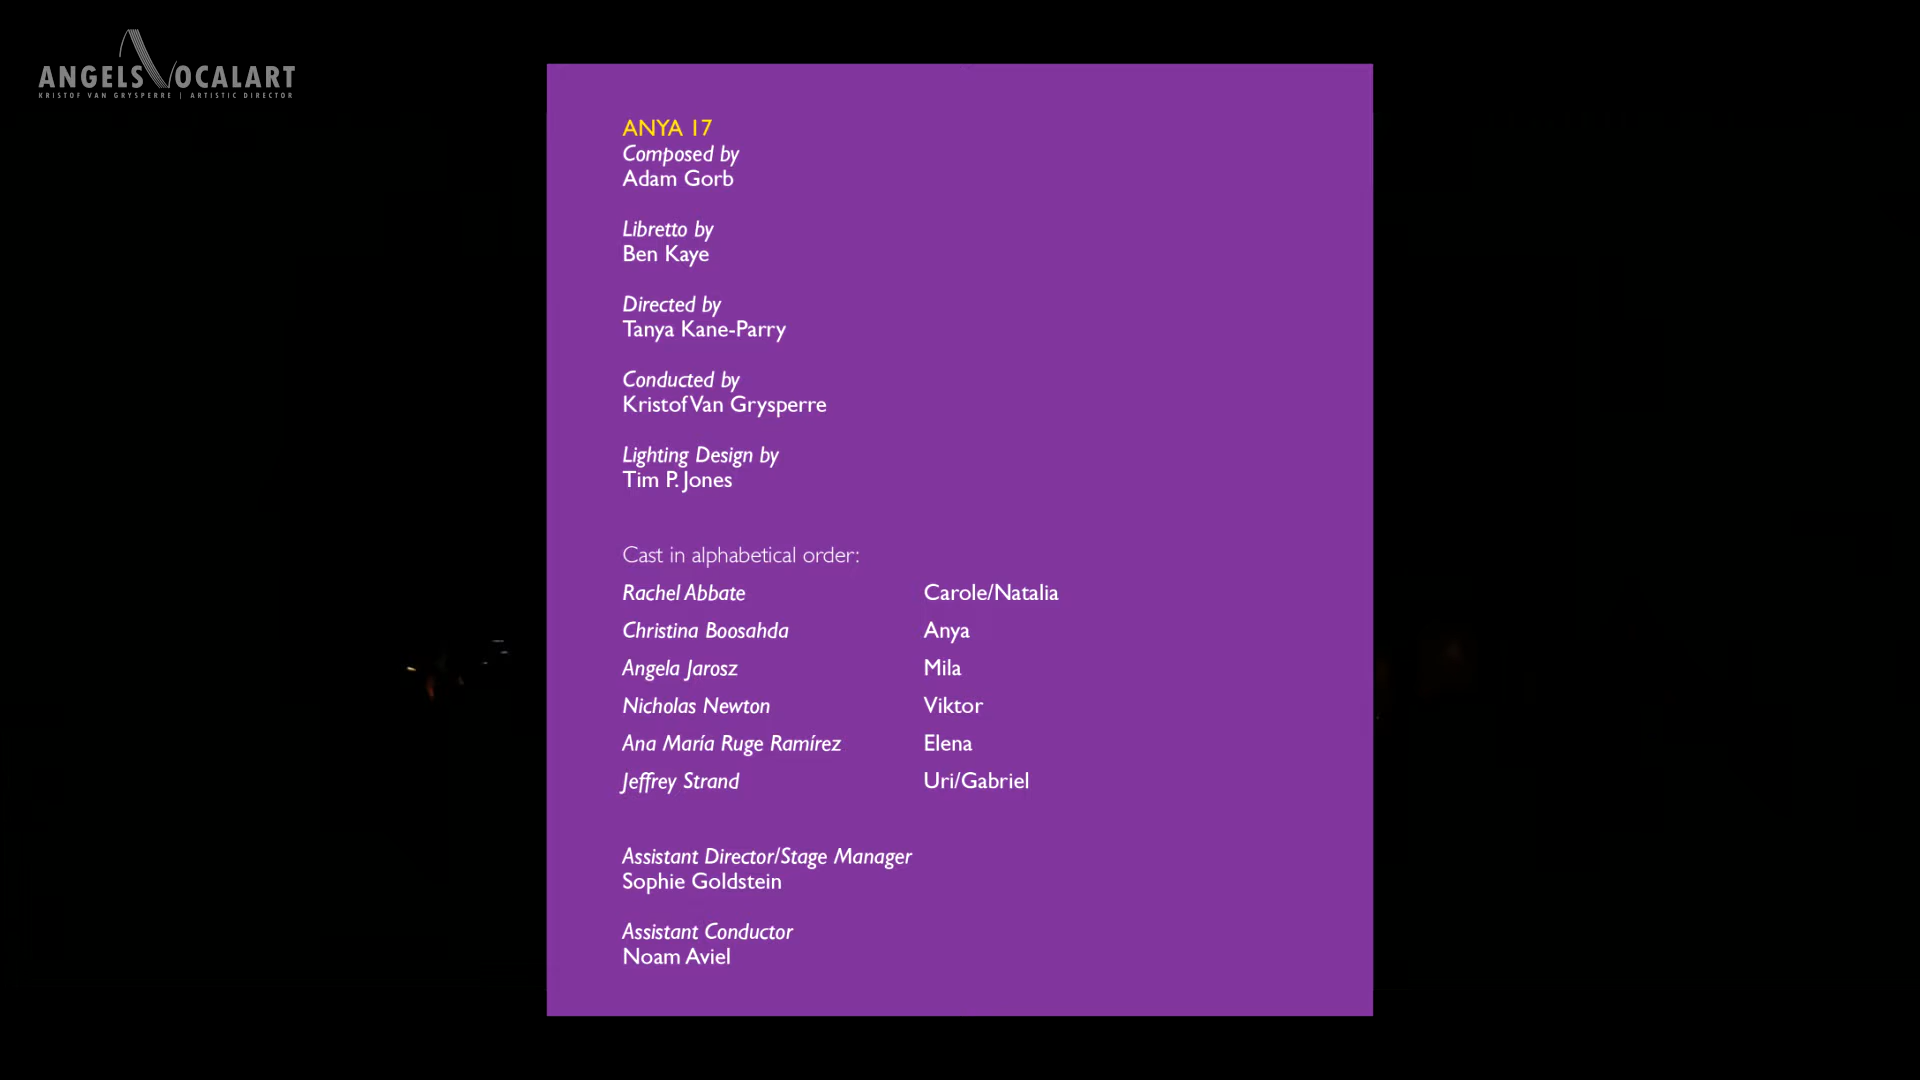 ANGELS VOCALART
KRISTOF VAN GRYSPERRE | ARTISTIC DIRECTOR
ANYA 17
Composed by
Adam Gorb
Libretto by
Ben Kaye
Directed by
Tanya Kane-Parry
Conducted by
Kristof Van Grysperre
Lighting Design by
Tim P. Jones
Cast in alphabetical order:
Rachel Abbate Carole/Natalia
Christina Boosahda Anya
Angela Jarosz Mila
Nicholas Newton Viktor
Ana María Ruge Ramírez Elena
Jeffrey Strand Uri/Gabriel
Assistant Director/Stage Manager
Sophie Goldstein
Assistant Conductor
Noam Aviel